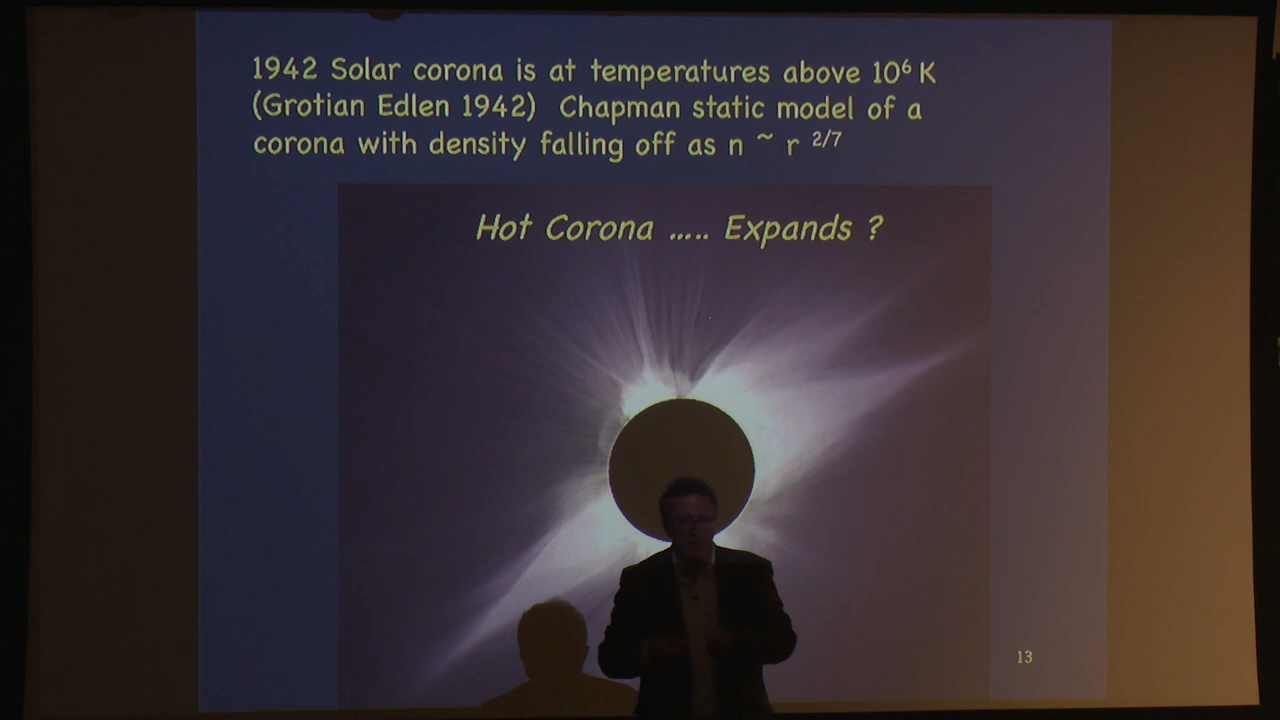 1942 Solar corona is at temperatures above 10⁶ K
(Grotian Edlen 1942) Chapman static model of a
corona with density falling off as n ~ r ²/⁷
Hot Corona ..... Expands ?
13